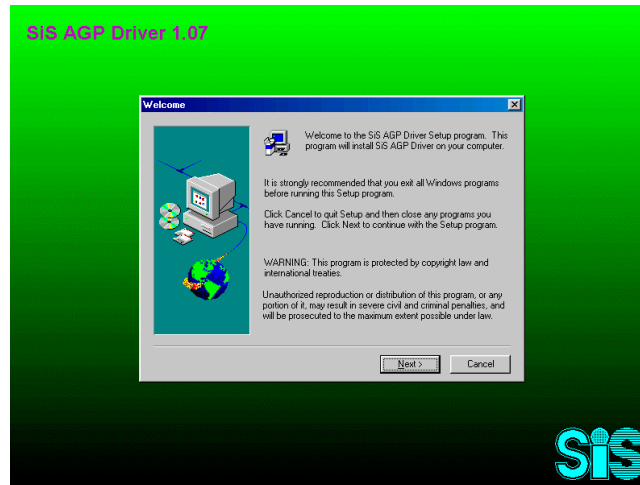 SiS AGP Driver 1.07
Welcome
Welcome to the SiS AGP Driver Setup program. This
program will install SiS AGP Driver on your computer.
It is strongly recommended that you exit all Windows programs
before running this Setup program.
Click Cancel to quit Setup and then close any programs you
have running. Click Next to continue with the Setup program.
WARNING: This program is protected by copyright law and
international treaties.
Unauthorized reproduction or distribution of this program, or any
portion of it, may result in severe civil and criminal penalties, and
will be prosecuted to the maximum extent possible under law.
Next >
Cancel
SiS